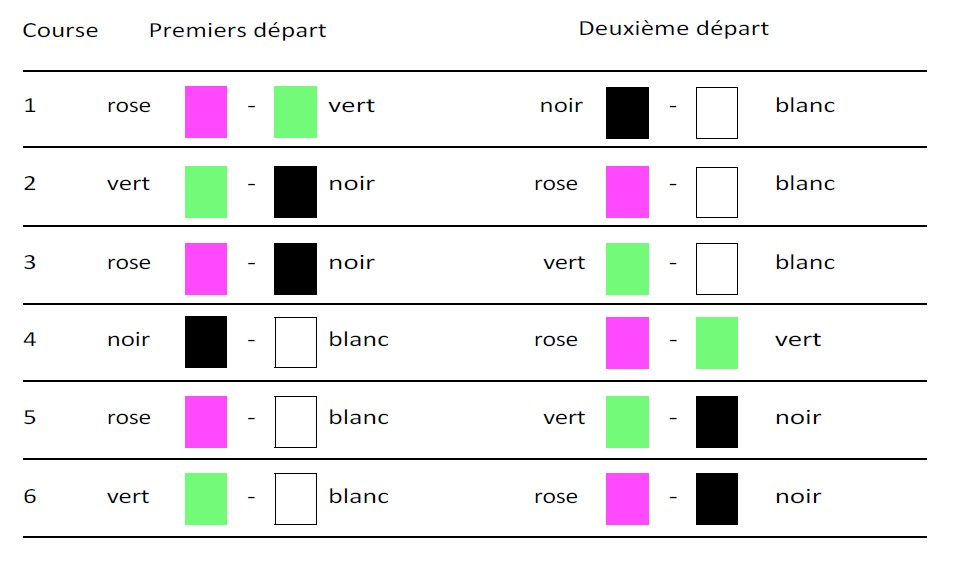 Course Premiers départ Deuxième départ
1 rose - vert noir - blanc
2 vert - noir rose - blanc
3 rose - noir vert - blanc
4 noir - blanc rose - vert
5 rose - blanc vert - noir
6 vert - blanc rose - noir